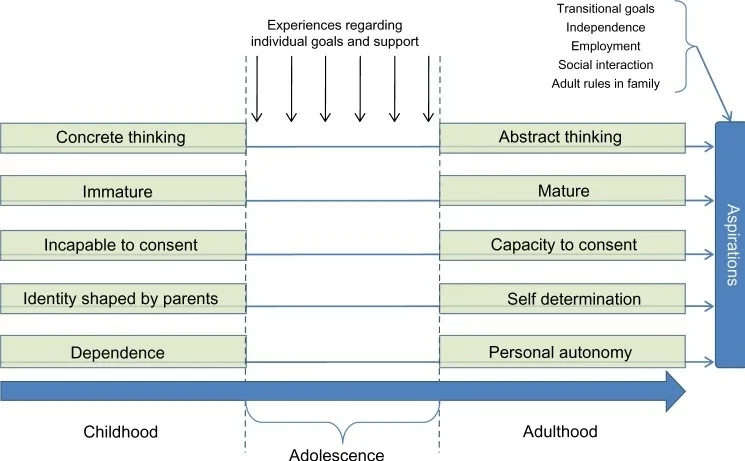 Experiences regarding
individual goals and support
Transitional goals
Independence
Employment
Social interaction
Adult rules in family
Concrete thinking
Abstract thinking
Immature
Mature
Incapable to consent
Capacity to consent
Identity shaped by parents
Self determination
Dependence
Personal autonomy
Aspirations
Childhood
Adolescence
Adulthood